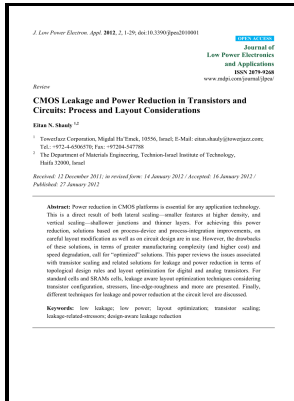 J. Low Power Electron. Appl. 2012, 2, 1-29; doi:10.3390/jlpea2010001
OPEN ACCESS
Journal of
Low Power Electronics
and Applications
ISSN 2079-9268
www.mdpi.com/journal/jlpea/
Review
CMOS Leakage and Power Reduction in Transistors and
Circuits: Process and Layout Considerations
Eitan N. Shauly 1,2
1 TowerJazz Corporation, Migdal Ha'Emek, 10556, Israel; E-Mail: eitan.shauly@towerjazz.com;
Tel.: +972-4-6506570; Fax: +97204-547788
2 The Department of Materials Engineering, Technion-Israel Institute of Technology,
Haifa 32000, Israel
Received: 12 December 2011; in revised form: 14 January 2012 / Accepted: 16 January 2012 /
Published: 27 January 2012
Abstract: Power reduction in CMOS platforms is essential for any application technology.
This is a direct result of both lateral scaling—smaller features at higher density, and
vertical scaling—shallower junctions and thinner layers. For achieving this power
reduction, solutions based on process-device and process-integration improvements, on
careful layout modification as well as on circuit design are in use. However, the drawbacks
of these solutions, in terms of greater manufacturing complexity (and higher cost) and
speed degradation, call for "optimized" solutions. This paper reviews the issues associated
with transistor scaling and related solutions for leakage and power reduction in terms of
topological design rules and layout optimization for digital and analog transistors. For
standard cells and SRAMs cells, leakage aware layout optimization techniques considering
transistor configuration, stressors, line-edge-roughness and more are presented. Finally,
different techniques for leakage and power reduction at the circuit level are discussed.
Keywords: low leakage; low power; layout optimization; transistor scaling;
leakage-related-stressors; design-aware leakage reduction